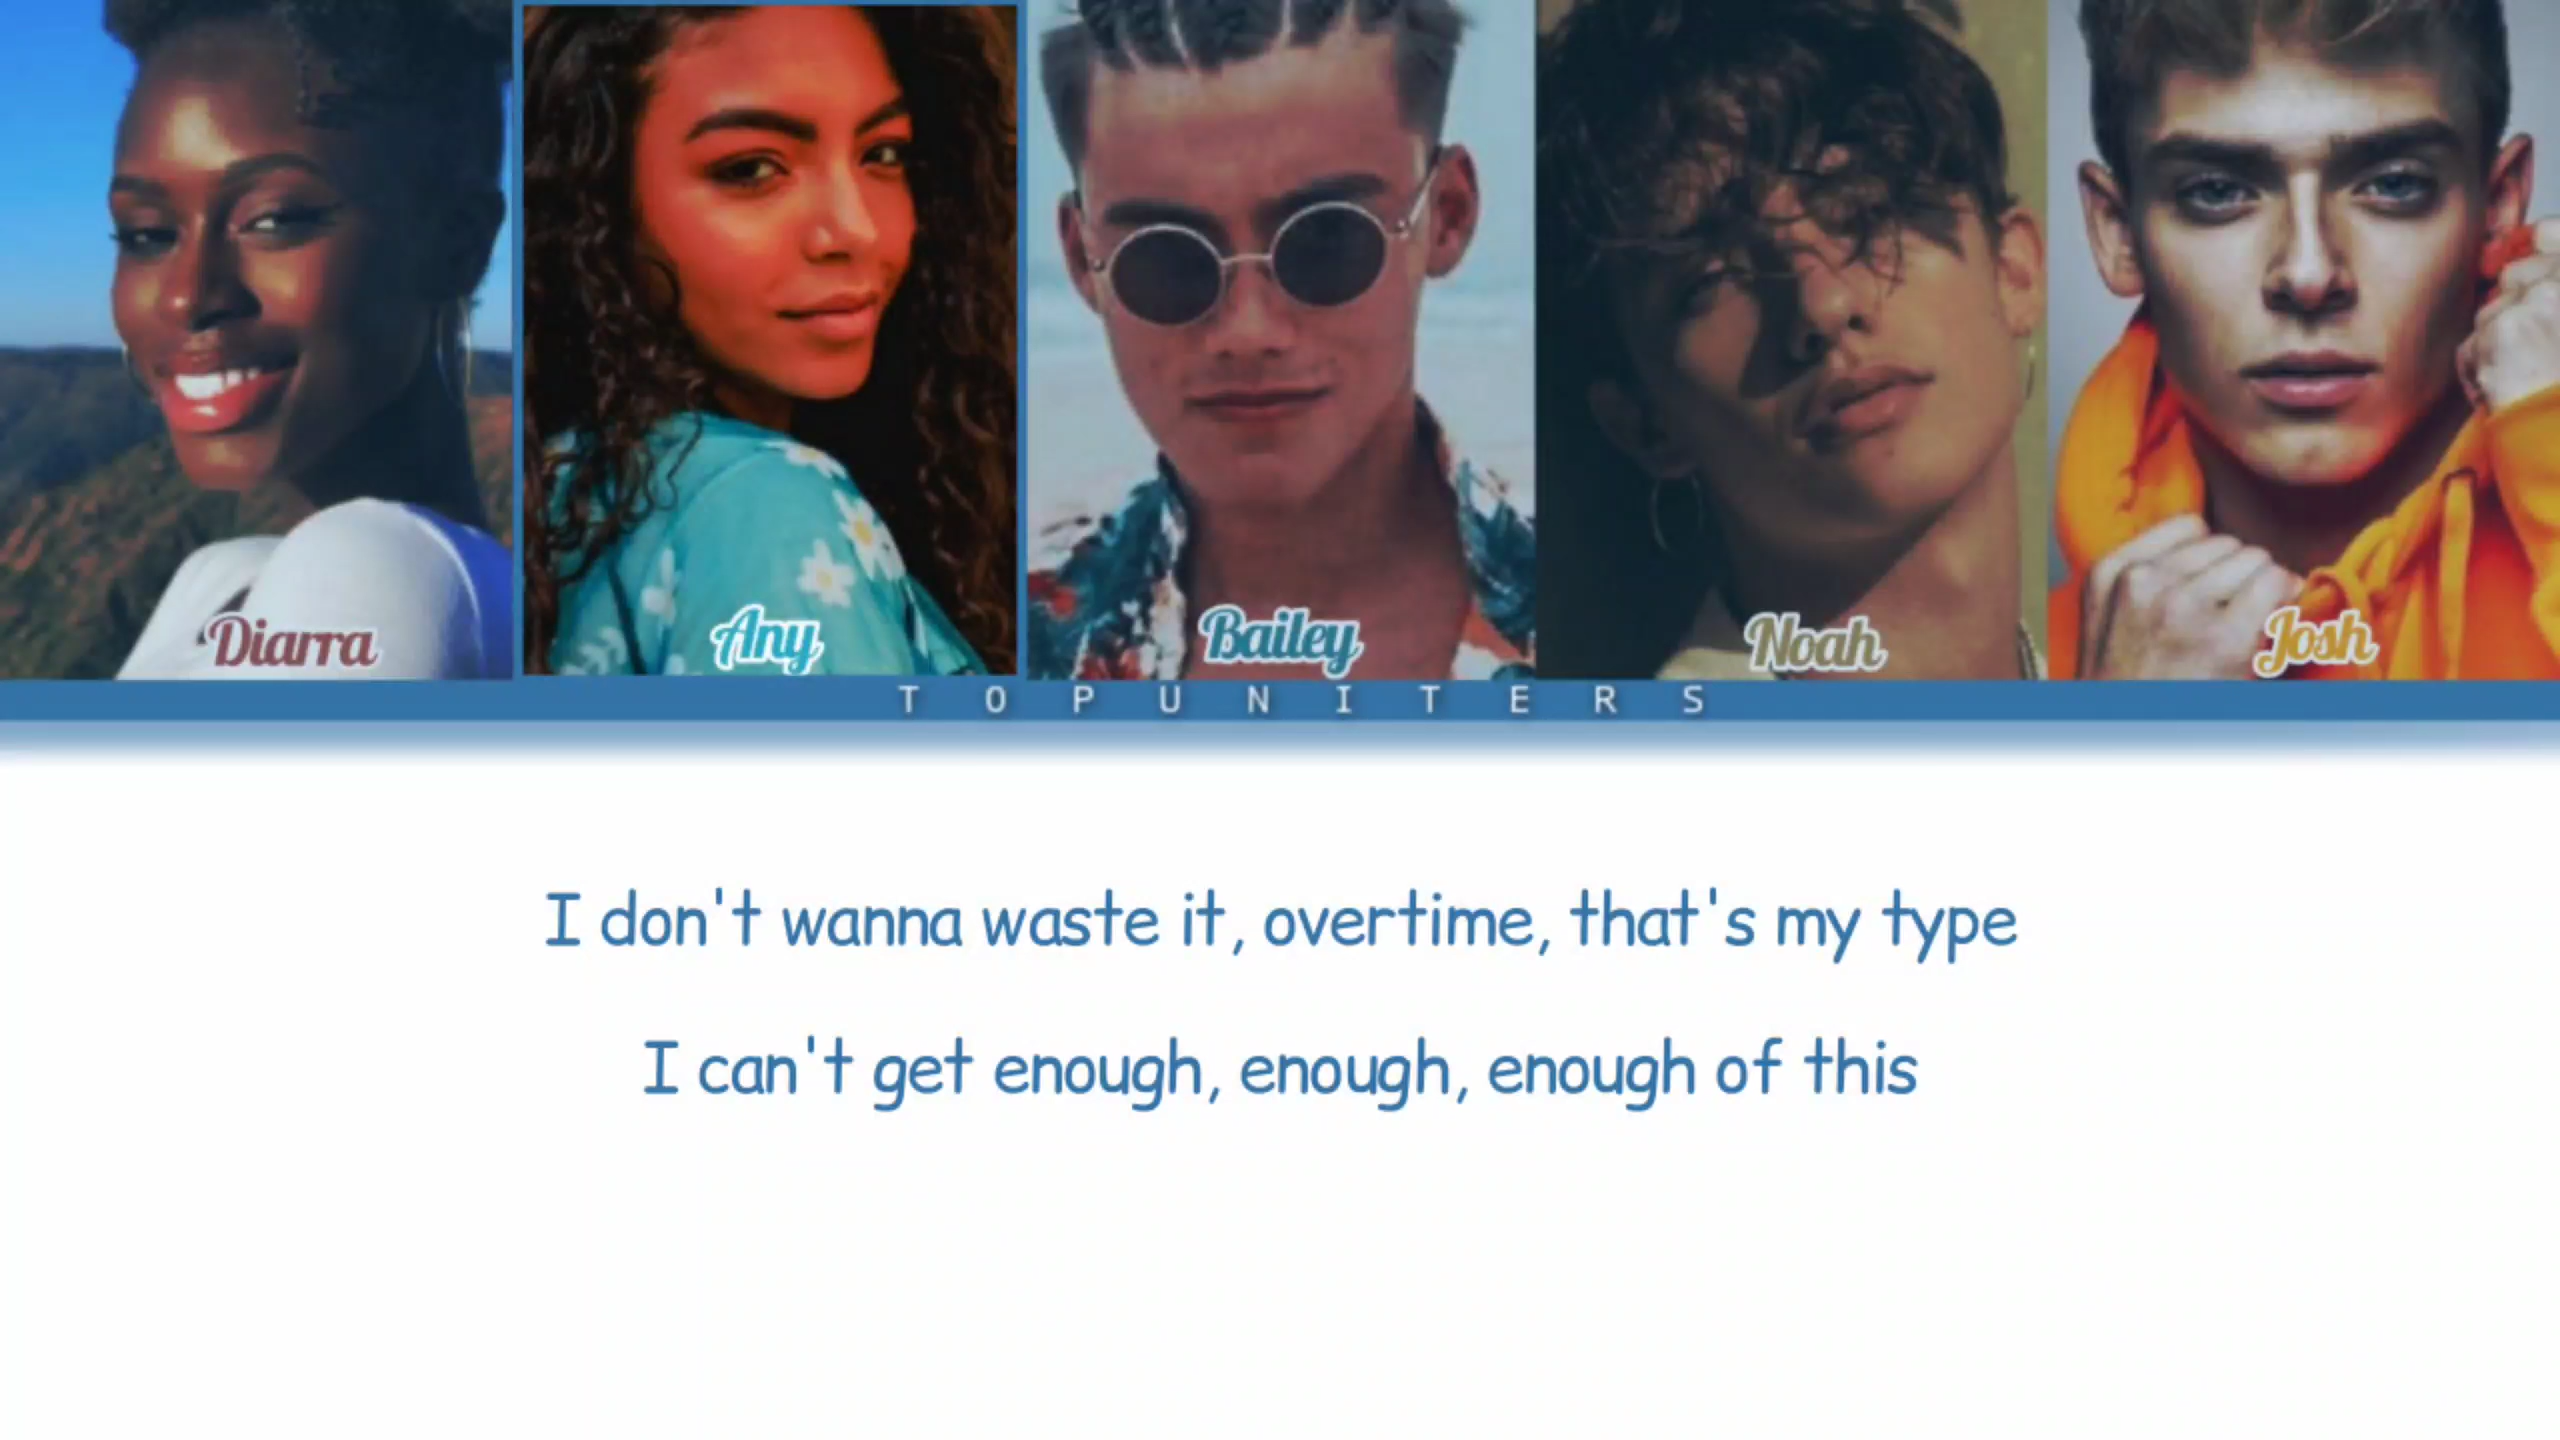 Diarra Any Bailey Noah Josh
TOPUNITERS
I don't wanna waste it, overtime, that's my type
I can't get enough, enough, enough of this